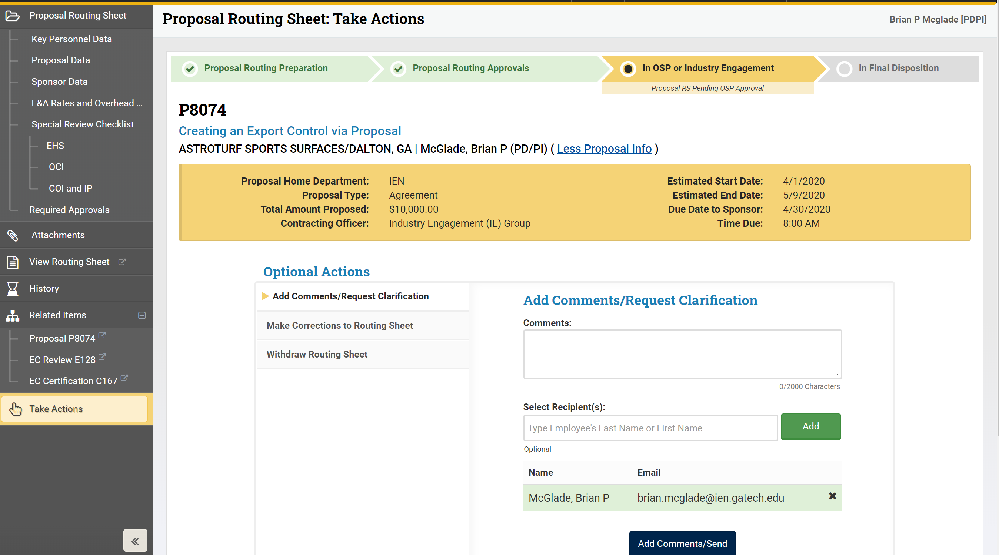 Proposal Routing Sheet
Key Personnel Data
Proposal Data
Sponsor Data
F&A Rates and Overhead ...
Special Review Checklist
EHS
OCI
COI and IP
Required Approvals
Attachments
View Routing Sheet
History
Related Items
Proposal P8074
EC Review E128
EC Certification C167
Take Actions
Proposal Routing Sheet: Take Actions
Brian P Mcglade [PDPI]
Proposal Routing Preparation
Proposal Routing Approvals
In OSP or Industry Engagement
In Final Disposition
Proposal RS Pending OSP Approval
P8074
Creating an Export Control via Proposal
ASTROTURF SPORTS SURFACES/DALTON, GA | McGlade, Brian P (PD/PI) ( Less Proposal Info )
Proposal Home Department: IEN
Proposal Type: Agreement
Total Amount Proposed: $10,000.00
Contracting Officer: Industry Engagement (IE) Group
Estimated Start Date: 4/1/2020
Estimated End Date: 5/9/2020
Due Date to Sponsor: 4/30/2020
Time Due: 8:00 AM
Optional Actions
Add Comments/Request Clarification
Make Corrections to Routing Sheet
Withdraw Routing Sheet
Add Comments/Request Clarification
Comments:
0/2000 Characters
Select Recipient(s):
Type Employee's Last Name or First Name
Add
Optional
Name Email
McGlade, Brian P brian.mcglade@ien.gatech.edu
Add Comments/Send